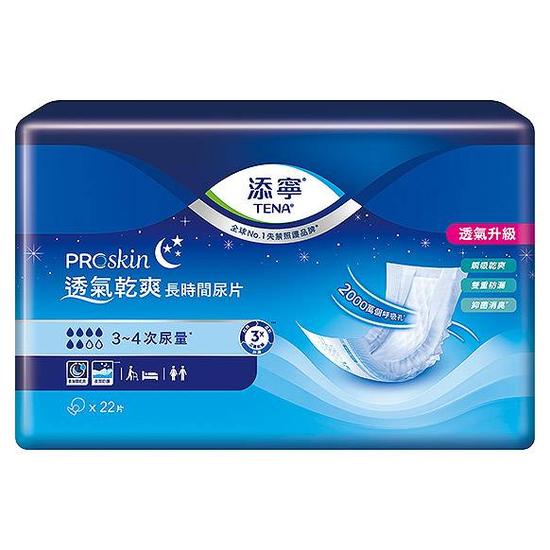 添寧®
TENA®
全球No.1失禁照護品牌^
透氣升級
PROskin
透氣乾爽 長時間尿片
瞬吸乾爽
雙重防漏
抑菌消臭+
2000萬個呼吸孔
3~4次尿量*
3+
x 22片